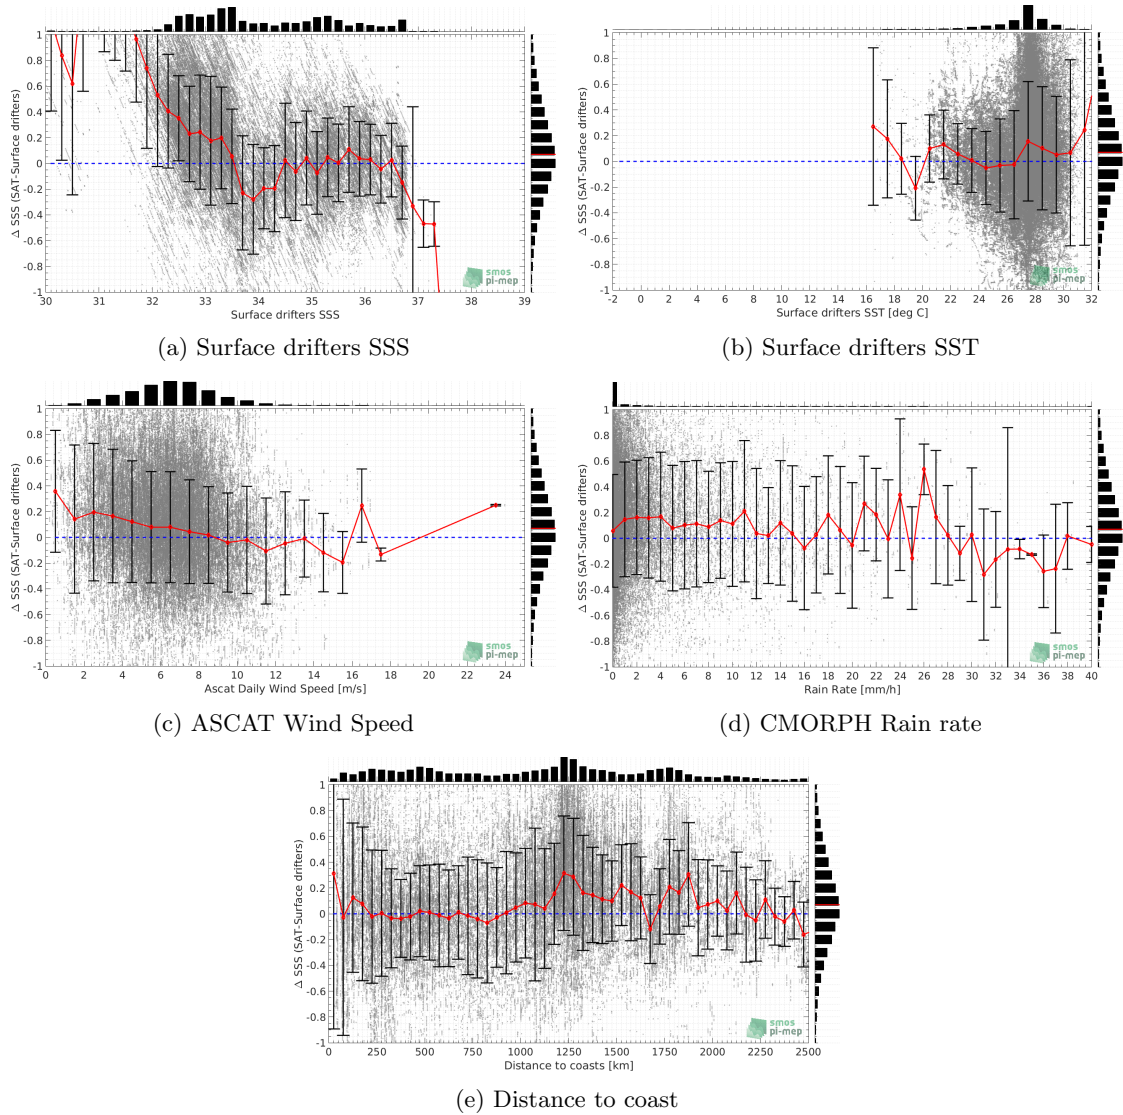 1
0.8
0.6
0.4
0.2
0
-0.2
-0.4
-0.6
-0.8
-1
Δ SSS (SAT-Surface drifters)
30 31 32 33 34 35 36 37 38 39
Surface drifters SSS
smos
pi-mep
(a) Surface drifters SSS
1
0.8
0.6
0.4
0.2
0
-0.2
-0.4
-0.6
-0.8
-1
Δ SSS (SAT-Surface drifters)
-2 0 2 4 6 8 10 12 14 16 18 20 22 24 26 28 30 32
Surface drifters SST [deg C]
smos
pi-mep
(b) Surface drifters SST
1
0.8
0.6
0.4
0.2
0
-0.2
-0.4
-0.6
-0.8
-1
Δ SSS (SAT-Surface drifters)
0 2 4 6 8 10 12 14 16 18 20 22 24
Ascat Daily Wind Speed [m/s]
smos
pi-mep
(c) ASCAT Wind Speed
1
0.8
0.6
0.4
0.2
0
-0.2
-0.4
-0.6
-0.8
-1
Δ SSS (SAT-Surface drifters)
0 2 4 6 8 10 12 14 16 18 20 22 24 26 28 30 32 34 36 38 40
Rain Rate [mm/h]
smos
pi-mep
(d) CMORPH Rain rate
1
0.8
0.6
0.4
0.2
0
-0.2
-0.4
-0.6
-0.8
-1
Δ SSS (SAT-Surface drifters)
0 250 500 750 1000 1250 1500 1750 2000 2250 2500
Distance to coasts [km]
smos
pi-mep
(e) Distance to coast